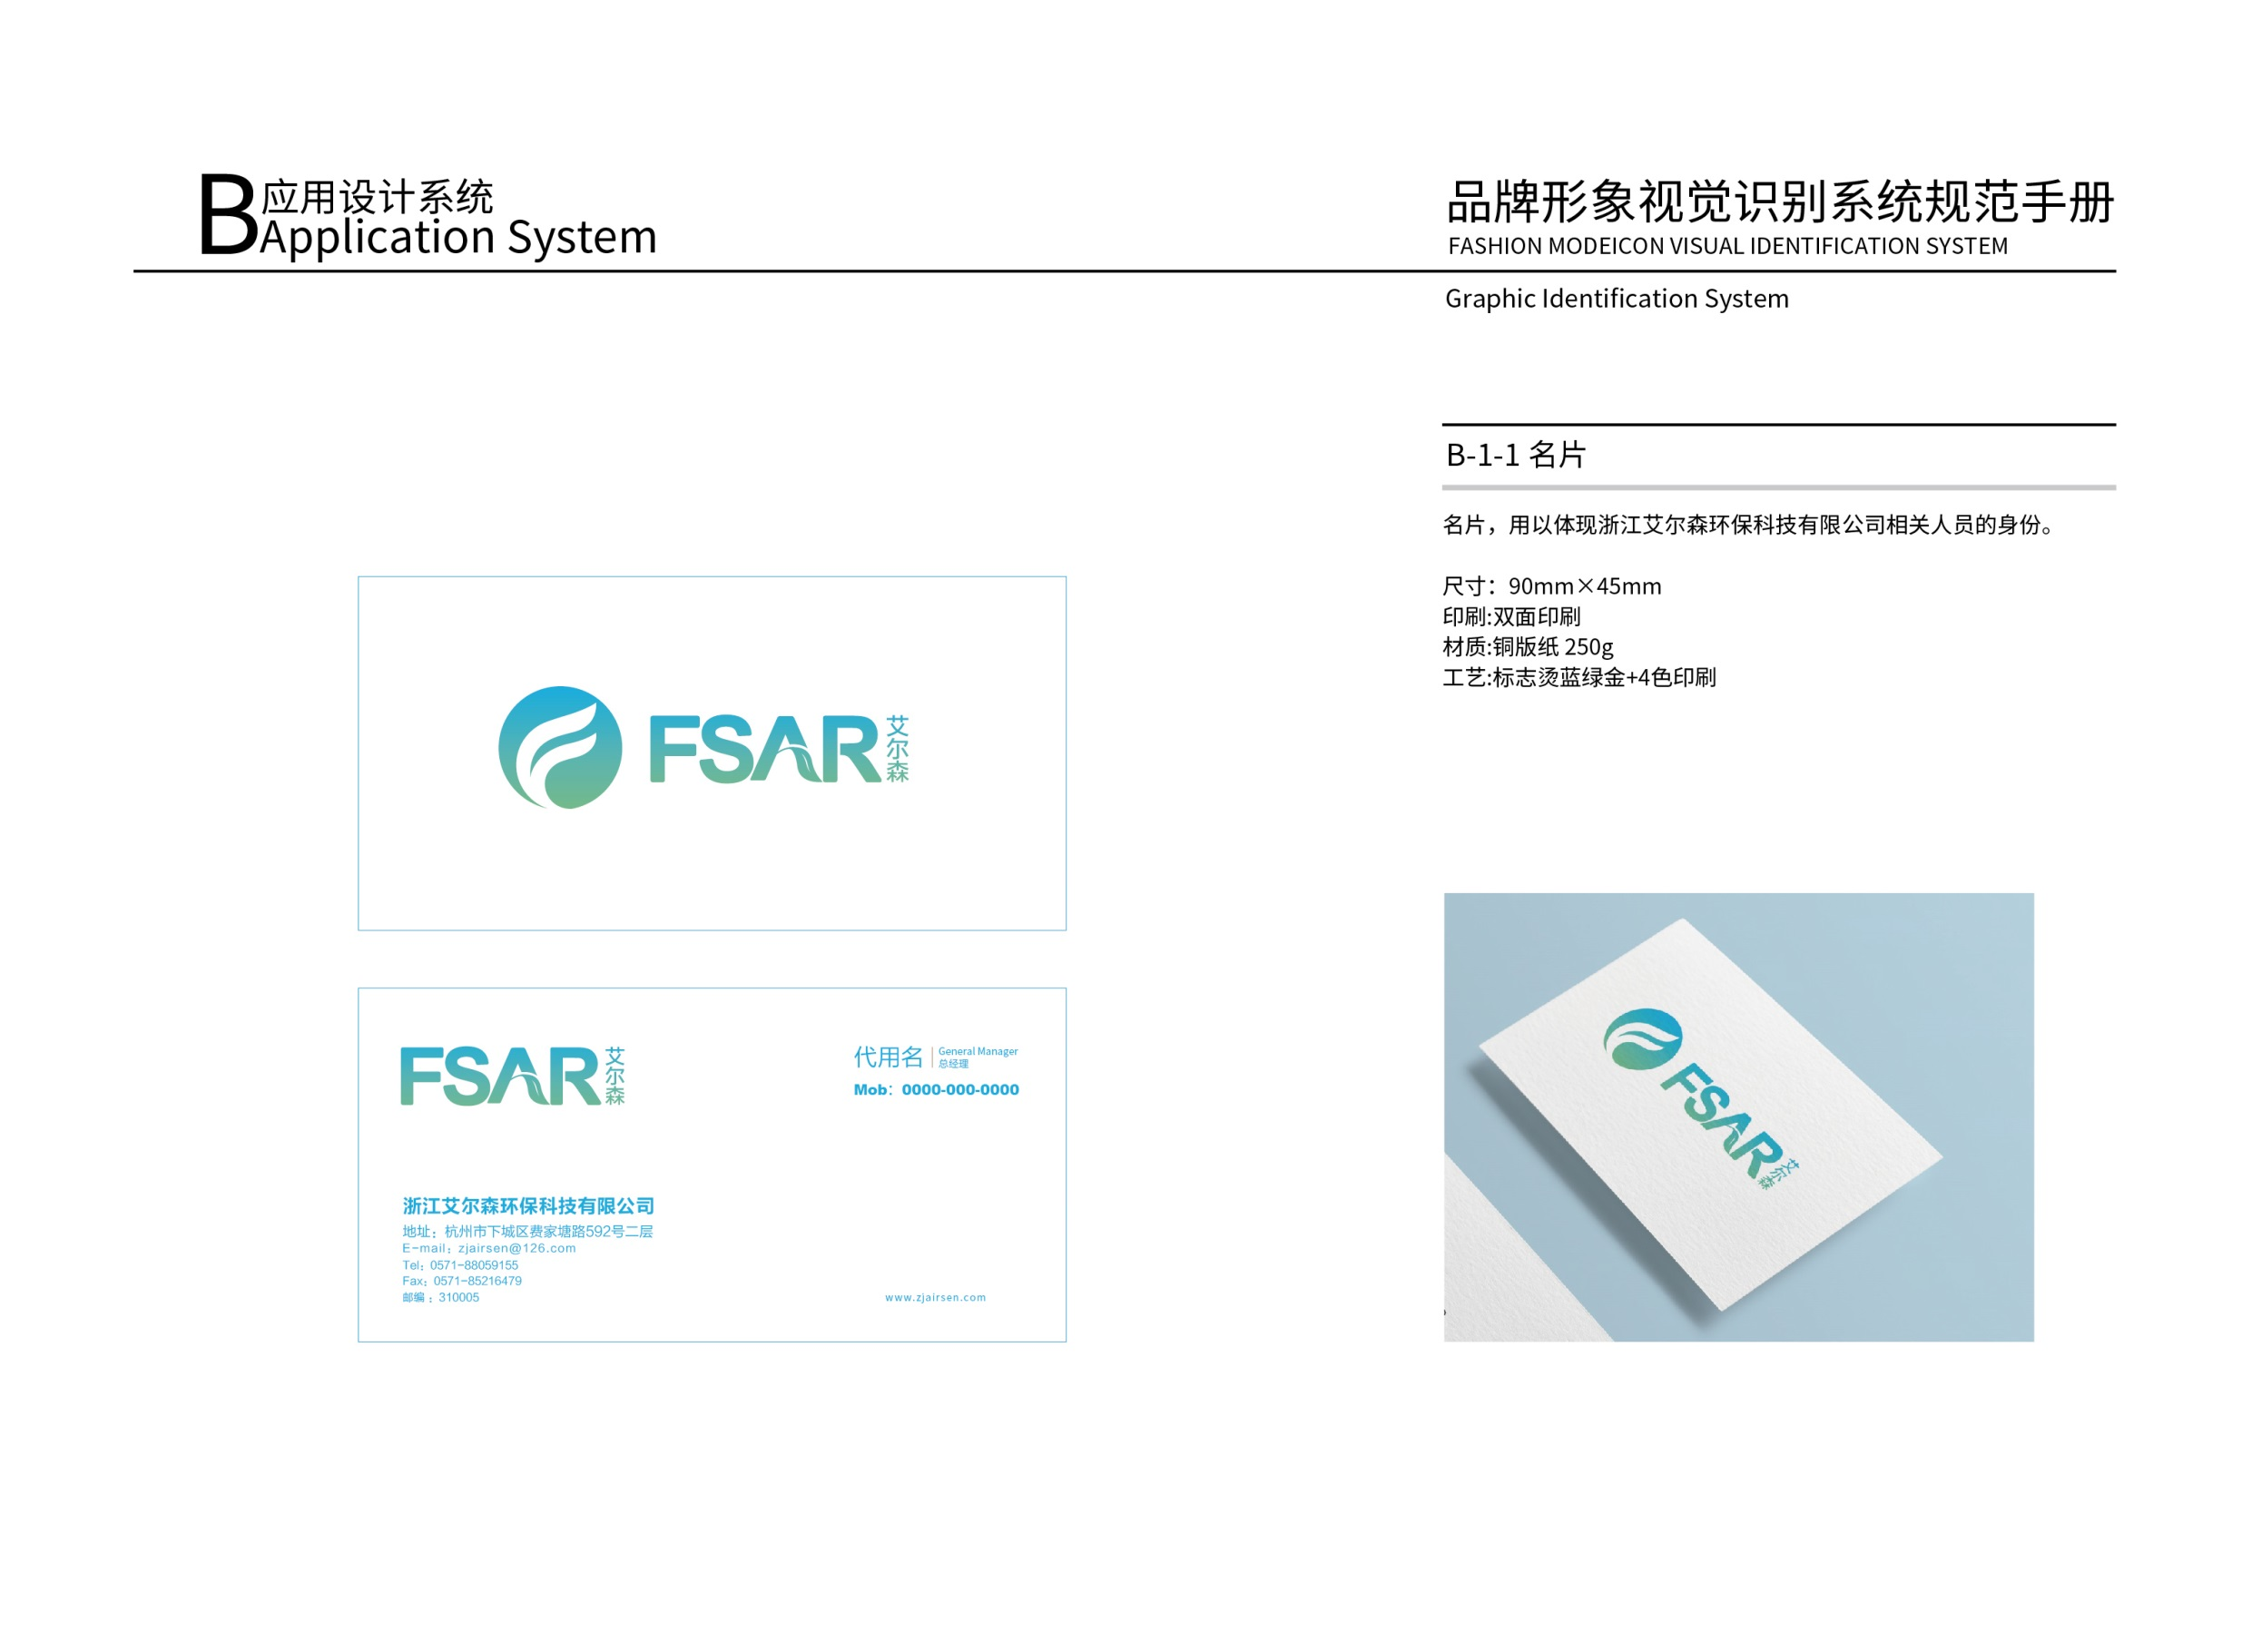 B 应用设计系统
Application System
品牌形象视觉识别系统规范手册
FASHION MODEICON VISUAL IDENTIFICATION SYSTEM
Graphic Identification System
B-1-1 名片
名片，用以体现浙江艾尔森环保科技有限公司相关人员的身份。
尺寸：90mm×45mm
印刷:双面印刷
材质:铜版纸 250g
工艺:标志烫蓝绿金+4色印刷
FSAR 艾尔森
FSAR 艾尔森
代用名 General Manager
总经理
Mob：0000-000-0000
浙江艾尔森环保科技有限公司
地址：杭州市下城区费家塘路592号二层
E-mail：zjairsen@126.com
Tel：0571-88059155
Fax：0571-85216479
邮编：310005
www.zjairsen.com
FSAR 艾尔森